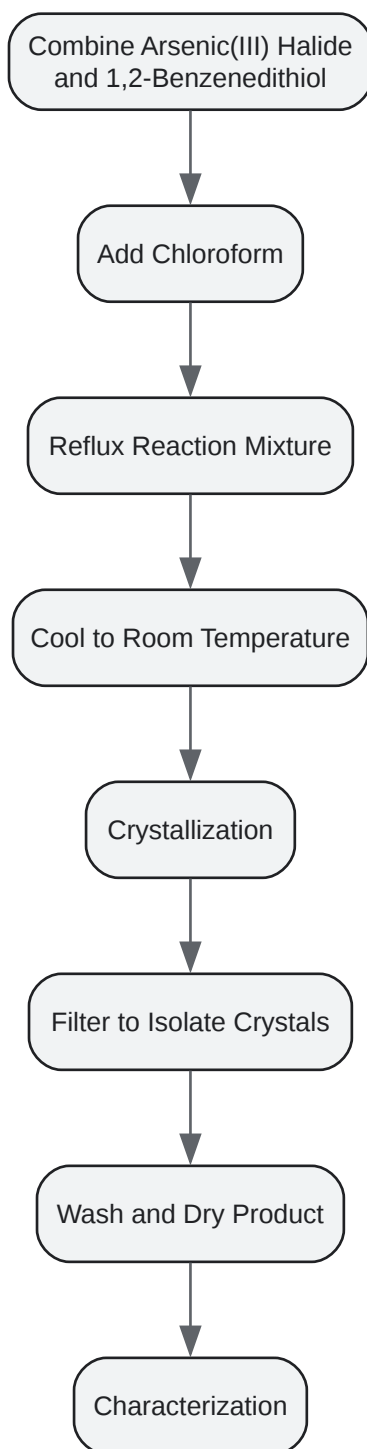 Combine Arsenic(III) Halide
and 1,2-Benzenedithiol
Add Chloroform
Reflux Reaction Mixture
Cool to Room Temperature
Crystallization
Filter to Isolate Crystals
Wash and Dry Product
Characterization